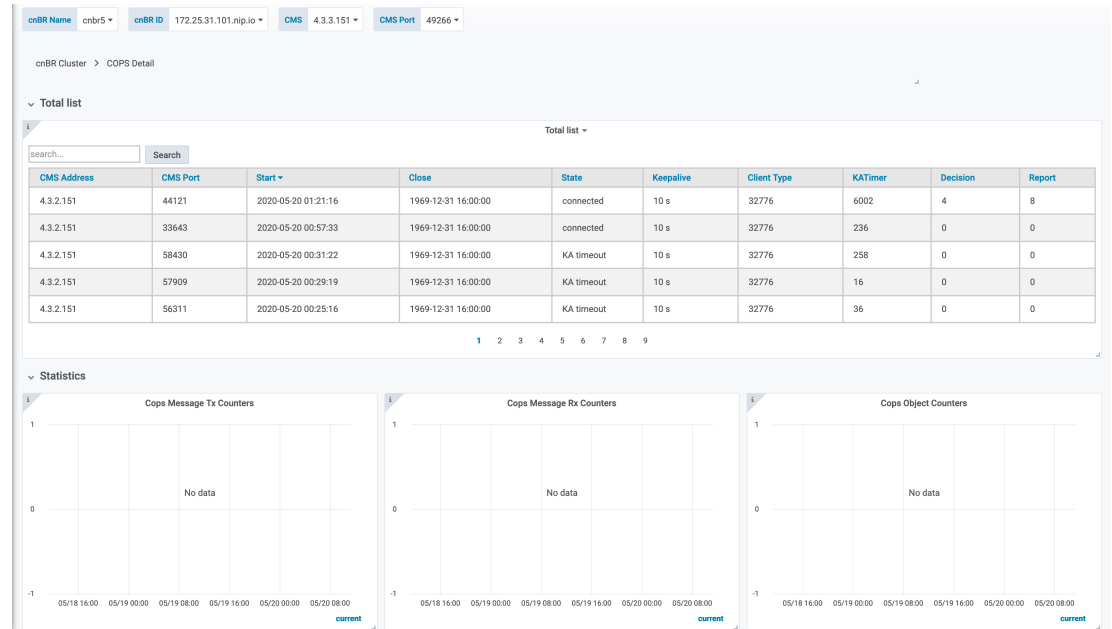 cnBR Name cnbr5 cnBR ID 172.25.31.101.nip.io CMS 4.3.3.151 CMS Port 49266
cnBR Cluster > COPS Detail
Total list
i Total list
search... Search
CMS Address CMS Port Start Close State Keepalive Client Type KATimer Decision Report
4.3.2.151 44121 2020-05-20 01:21:16 1969-12-31 16:00:00 connected 10 s 32776 6002 4 8
4.3.2.151 33643 2020-05-20 00:57:33 1969-12-31 16:00:00 connected 10 s 32776 236 0 0
4.3.2.151 58430 2020-05-20 00:31:22 1969-12-31 16:00:00 KA timeout 10 s 32776 258 0 0
4.3.2.151 57909 2020-05-20 00:29:19 1969-12-31 16:00:00 KA timeout 10 s 32776 16 0 0
4.3.2.151 56311 2020-05-20 00:25:16 1969-12-31 16:00:00 KA timeout 10 s 32776 36 0 0
1 2 3 4 5 6 7 8 9
Statistics
i Cops Message Tx Counters
1
No data
0
-1
05/18 16:00 05/19 00:00 05/19 08:00 05/19 16:00 05/20 00:00 05/20 08:00
current
i Cops Message Rx Counters
1
No data
0
-1
05/18 16:00 05/19 00:00 05/19 08:00 05/19 16:00 05/20 00:00 05/20 08:00
current
i Cops Object Counters
1
No data
0
-1
05/18 16:00 05/19 00:00 05/19 08:00 05/19 16:00 05/20 00:00 05/20 08:00
current